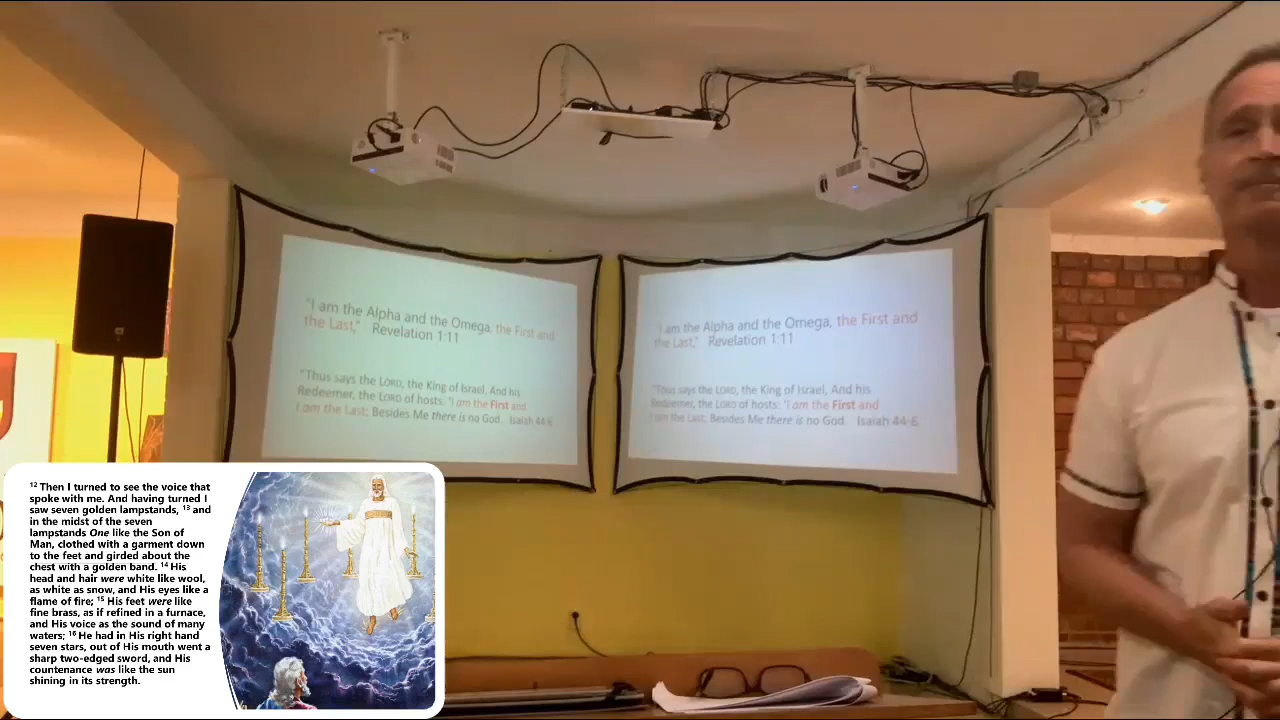 "I am the Alpha and the Omega, the First and
the Last," Revelation 1:11
"Thus says the LORD, the King of Israel, And his
Redeemer, the LORD of hosts: 'I am the First and
I am the Last; Besides Me there is no God. Isaiah 44:6
"I am the Alpha and the Omega, the First and
the Last," Revelation 1:11
"Thus says the LORD, the King of Israel, And his
Redeemer, the LORD of hosts: 'I am the First and
I am the Last; Besides Me there is no God. Isaiah 44:6
12 Then I turned to see the voice that
spoke with me. And having turned I
saw seven golden lampstands, 13 and
in the midst of the seven
lampstands One like the Son of
Man, clothed with a garment down
to the feet and girded about the
chest with a golden band. 14 His
head and hair were white like wool,
as white as snow, and His eyes like a
flame of fire; 15 His feet were like
fine brass, as if refined in a furnace,
and His voice as the sound of many
waters; 16 He had in His right hand
seven stars, out of His mouth went a
sharp two-edged sword, and His
countenance was like the sun
shining in its strength.